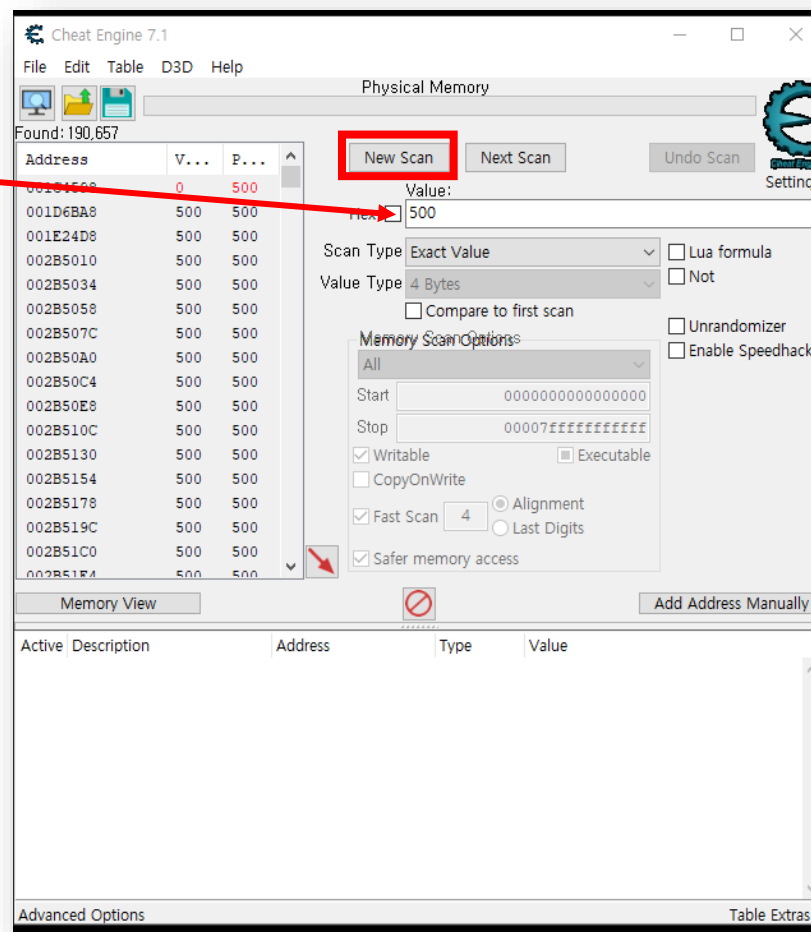 Cheat Engine 7.1
File Edit Table D3D Help
Physical Memory
Found: 190,657
New Scan Next Scan Undo Scan
Address V... P...
0 500
Value:
Hex 500
001D6BA8 500 500
001E24D8 500 500
Scan Type Exact Value
Lua formula
002B5010 500 500
Value Type 4 Bytes
Not
002B5034 500 500
002B5058 500 500
Compare to first scan
002B507C 500 500
Unrandomizer
Memory Scan Options
Enable Speedhack
002B50A0 500 500
All
002B50C4 500 500
Start 0000000000000000
002B50E8 500 500
002B510C 500 500
Stop 00007fffffffffff
002B5130 500 500
Writable Executable
002B5154 500 500
CopyOnWrite
002B5178 500 500
Fast Scan 4 Alignment
002B519C 500 500
Last Digits
002B51C0 500 500
Safer memory access
002B51E4 500 500
Memory View Add Address Manually
Active Description Address Type Value
Advanced Options Table Extras